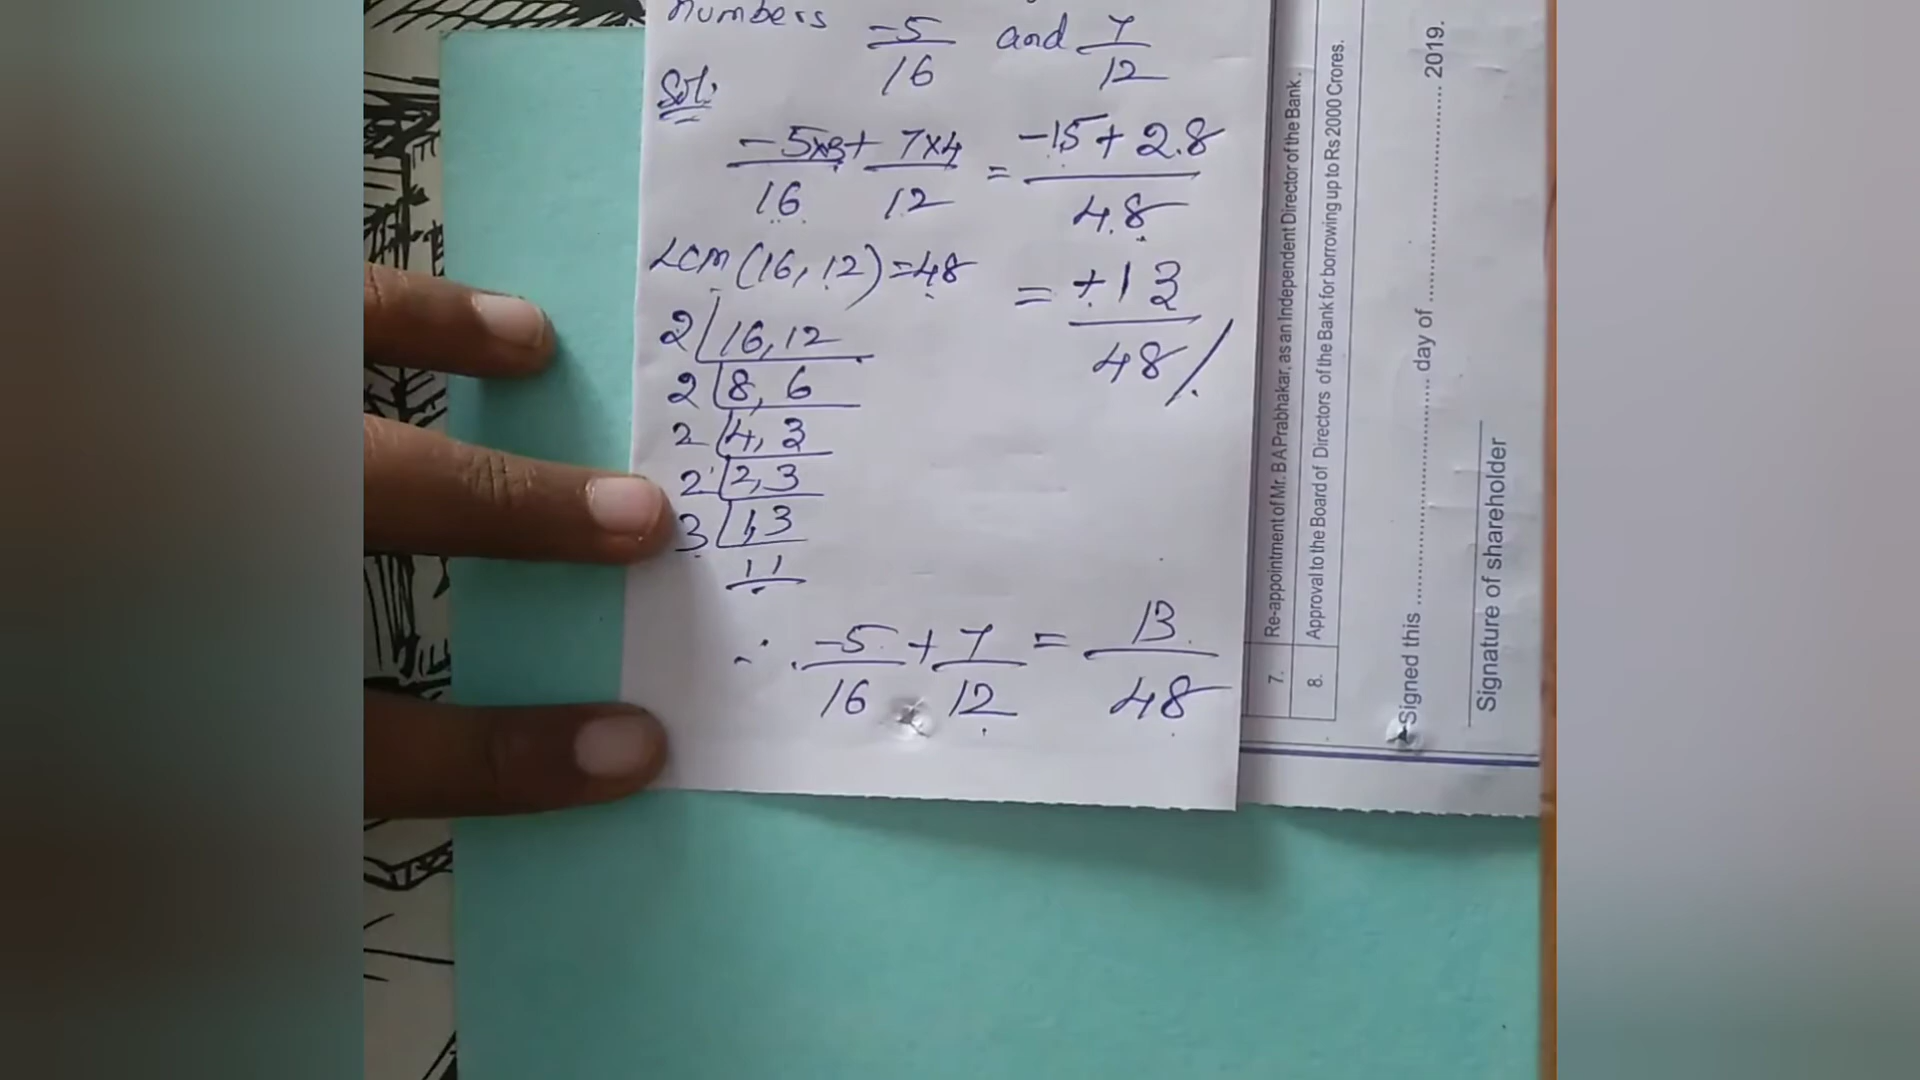 numbers -5/16 and 7/12
Sol:
-5×3/16 + 7×4/12 = -15+28/48
LCM(16,12)=48
= +13/48
2 | 16, 12
2 | 8, 6
2 | 4, 3
2 | 2, 3
3 | 1, 3
1 1
∴ -5/16 + 7/12 = 13/48
7. Re-appointment of Mr. B A Prabhakar, as an Independent Director of the Bank.
8. Approval to the Board of Directors of the Bank for borrowing up to Rs 2000 Crores.
Signed this ........................ day of ........................ 2019.
Signature of shareholder